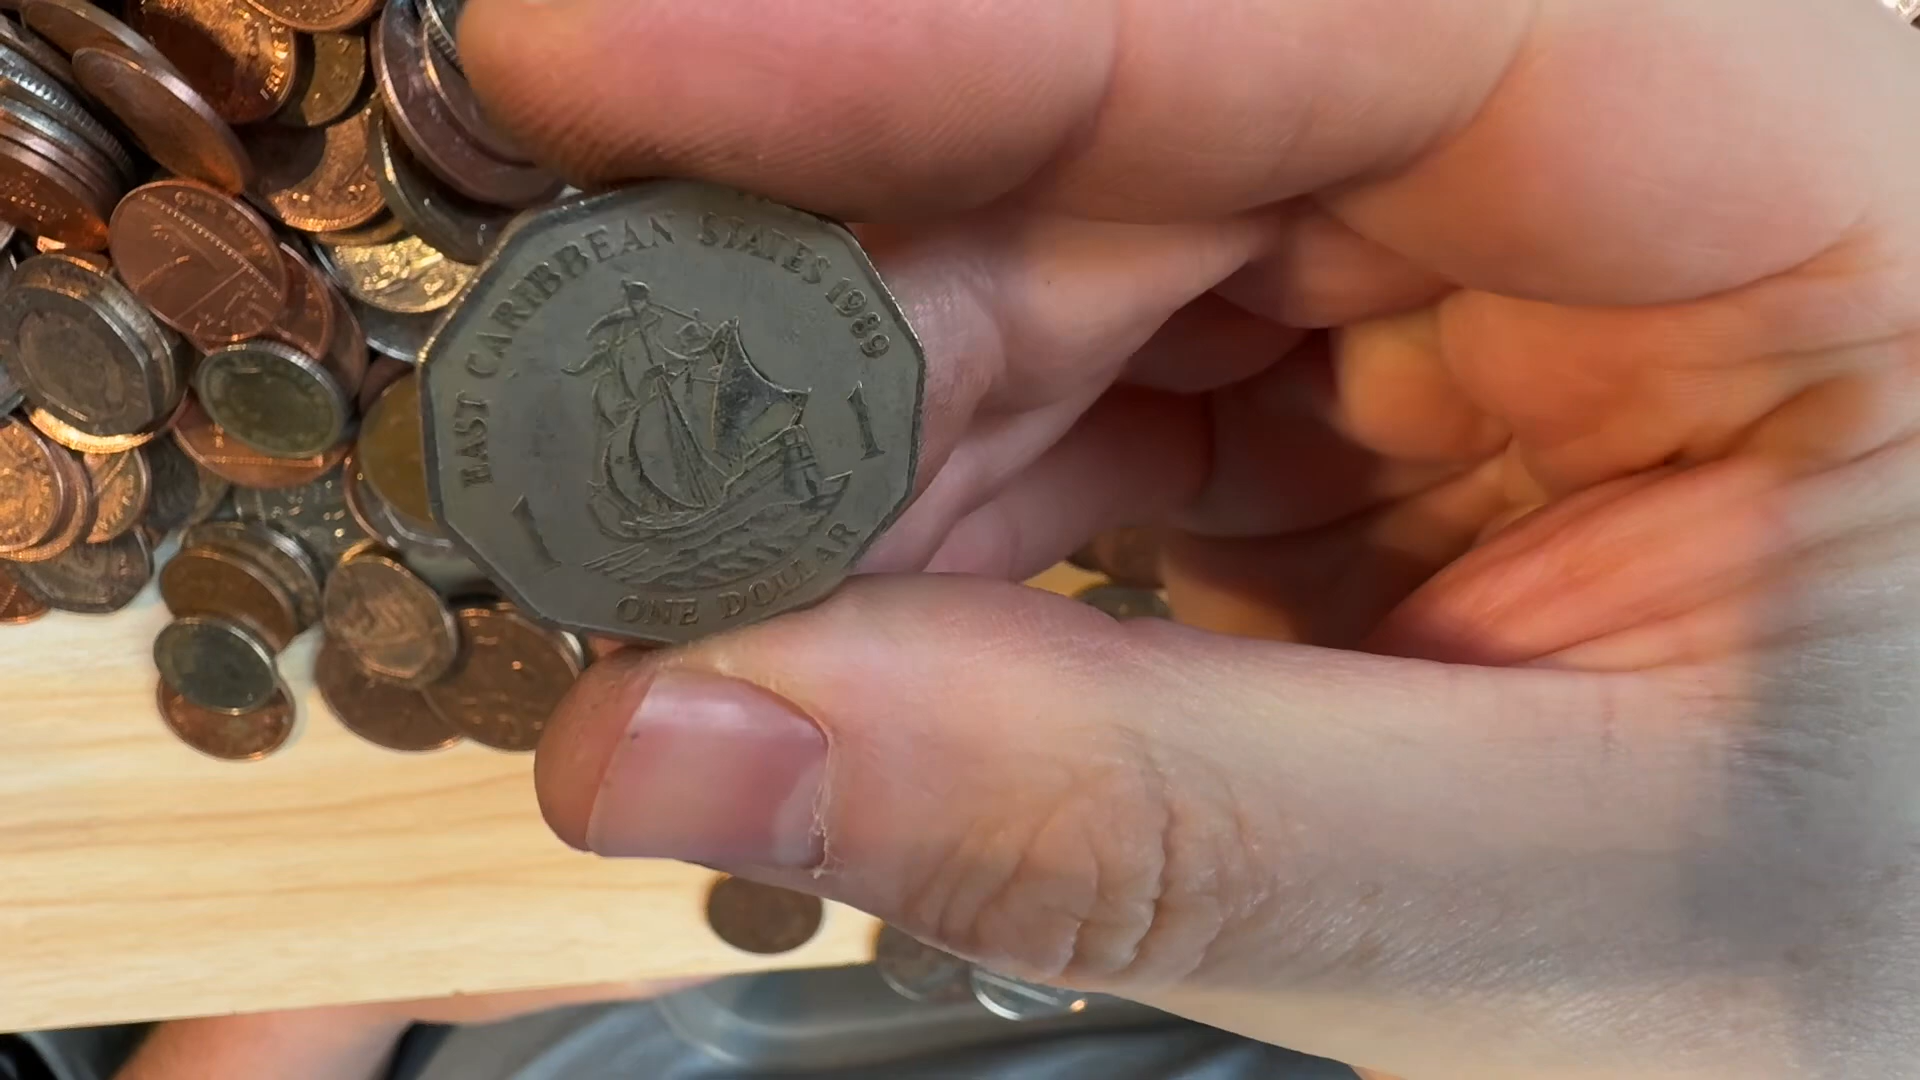 EAST CARIBBEAN STATES 1989
1 1
ONE DOLLAR